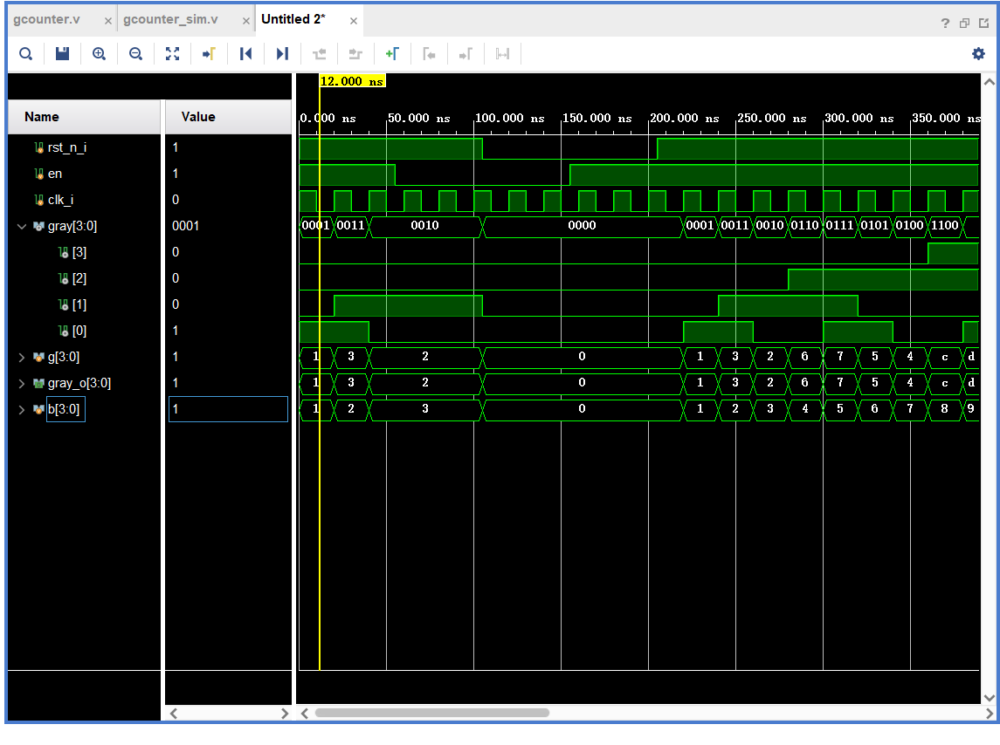 gcounter.v × gcounter_sim.v × Untitled 2* × ?
12.000 ns
Name Value 0.000 ns 50.000 ns 100.000 ns 150.000 ns 200.000 ns 250.000 ns 300.000 ns 350.000 ns
rst_n_i 1
en 1
clk_i 0
gray[3:0] 0001 0001 0011 0010 0000 0001 0011 0010 0110 0111 0101 0100 1100
[3] 0
[2] 0
[1] 0
[0] 1
g[3:0] 1 1 3 2 0 1 3 2 6 7 5 4 c d
gray_o[3:0] 1 1 3 2 0 1 3 2 6 7 5 4 c d
b[3:0] 1 1 2 3 0 1 2 3 4 5 6 7 8 9